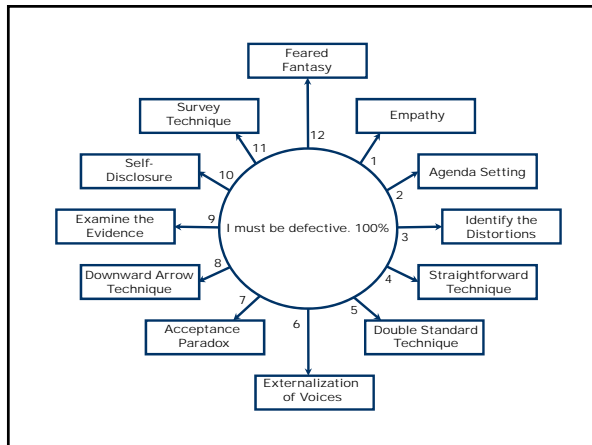 Feared
Fantasy
Survey
Technique
Empathy
12
11
1
Self-
Disclosure
10
Agenda Setting
2
Examine the
Evidence
9
I must be defective. 100%
3
Identify the
Distortions
Downward Arrow
Technique
8
4
Straightforward
Technique
Acceptance
Paradox
7
6
5
Double Standard
Technique
Externalization
of Voices